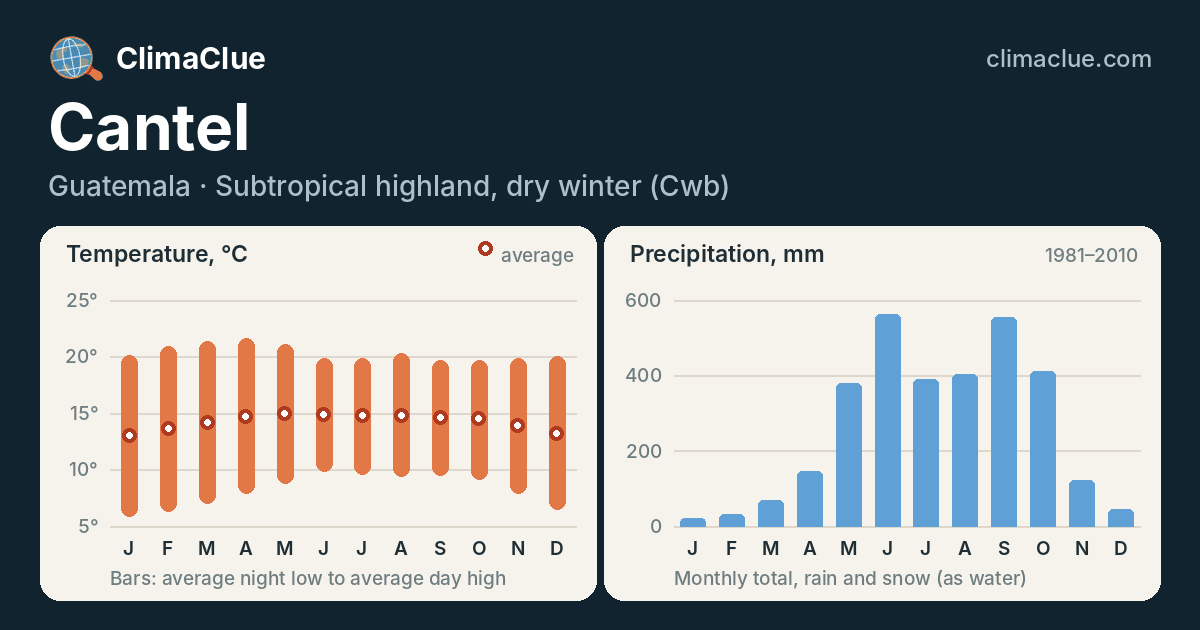 ClimaClue
climaclue.com
Cantel
Guatemala · Subtropical highland, dry winter (Cwb)
Temperature, °C
average
25°
20°
15°
10°
5°
J F M A M J J A S O N D
Bars: average night low to average day high
Precipitation, mm
1981–2010
600
400
200
0
J F M A M J J A S O N D
Monthly total, rain and snow (as water)